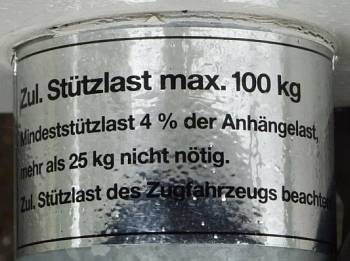 Zul. Stützlast max. 100 kg
Mindeststützlast 4 % der Anhängelast,
mehr als 25 kg nicht nötig.
Zul. Stützlast des Zugfahrzeugs beachten